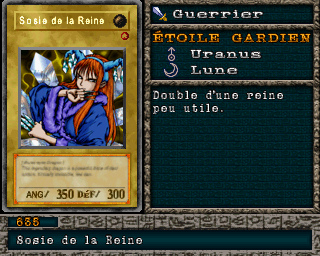 Sosie de la Reine
ANG/ 350 DÉF/ 300
Guerrier
ÉTOILE GARDIEN
Uranus
Lune
Double d'une reine
peu utile.
635
Sosie de la Reine